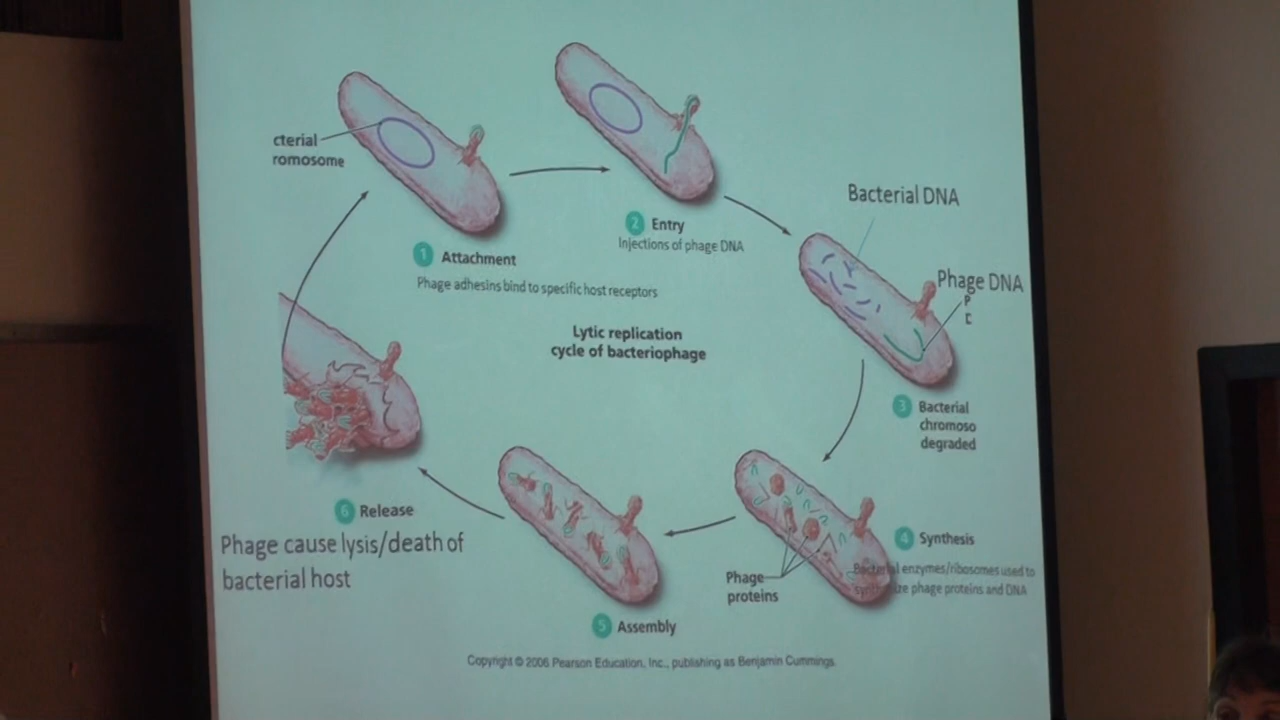 cterial
romosome
1 Attachment
Phage adhesins bind to specific host receptors
2 Entry
Injections of phage DNA
Bacterial DNA
Phage DNA
P
3 Bacterial
chromoso
degraded
Lytic replication
cycle of bacteriophage
4 Synthesis
Bacterial enzymes/ribosomes used to
synthesize phage proteins and DNA
Phage
proteins
5 Assembly
6 Release
Phage cause lysis/death of
bacterial host
Copyright © 2006 Pearson Education, Inc., publishing as Benjamin Cummings.